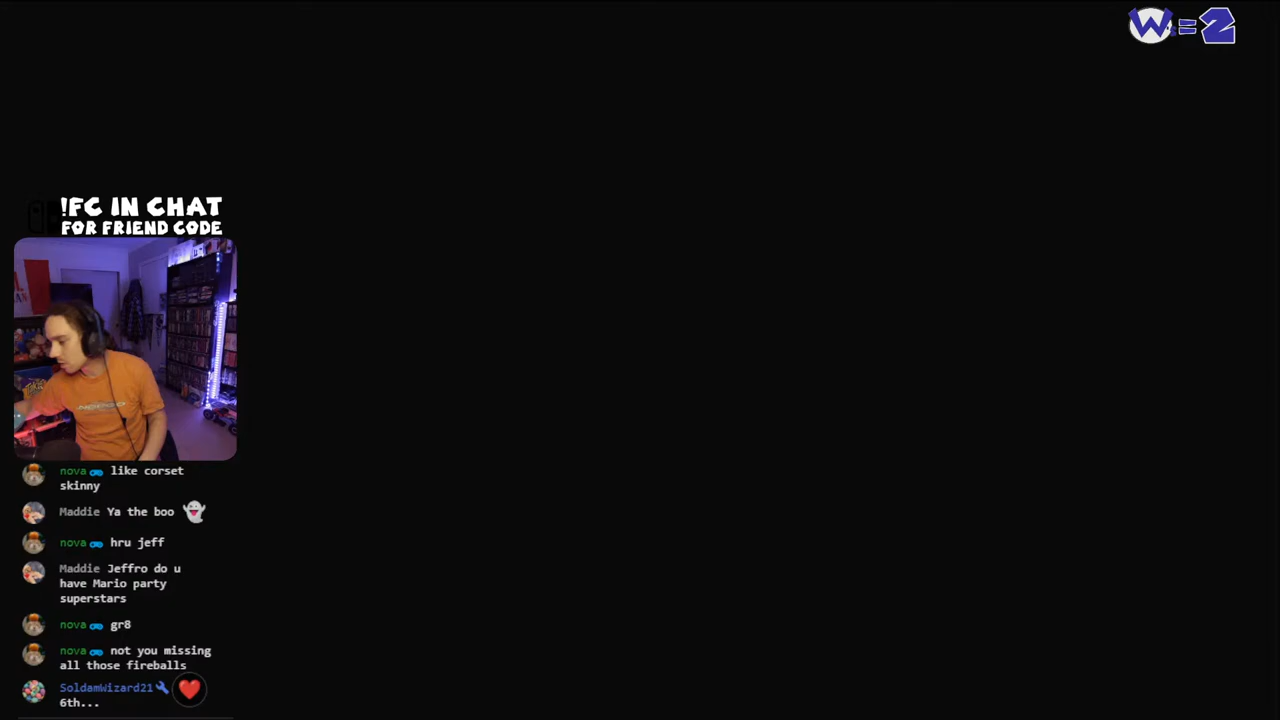 W=2
!FC IN CHAT
FOR FRIEND CODE
nova like corset
skinny
Maddie Ya the boo
nova hru jeff
Maddie Jeffro do u
have Mario party
superstars
nova gr8
nova not you missing
all those fireballs
SoldamWizard21
6th...